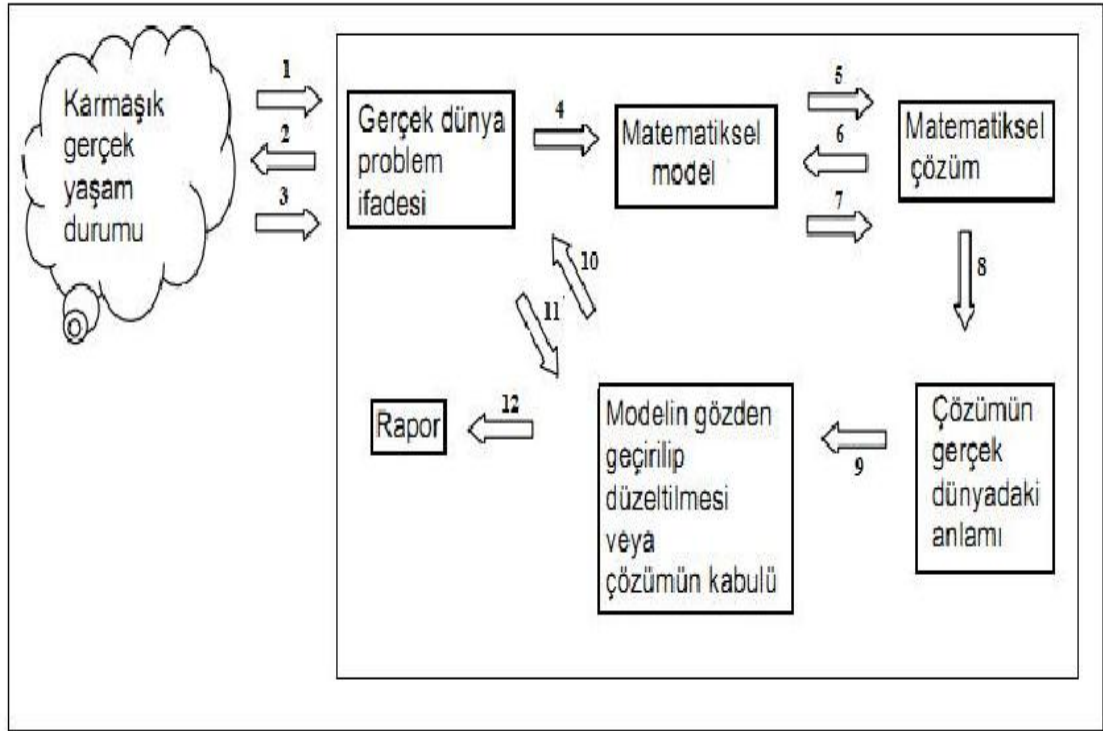 Karmaşık
gerçek
yaşam
durumu
1
2
3
Gerçek dünya
problem
ifadesi
4
Matematiksel
model
5
6
7
Matematiksel
çözüm
8
10
11
Rapor
12
Modelin gözden
geçirilip
düzeltilmesi
veya
çözümün kabulü
9
Çözümün
gerçek
dünyadaki
anlamı